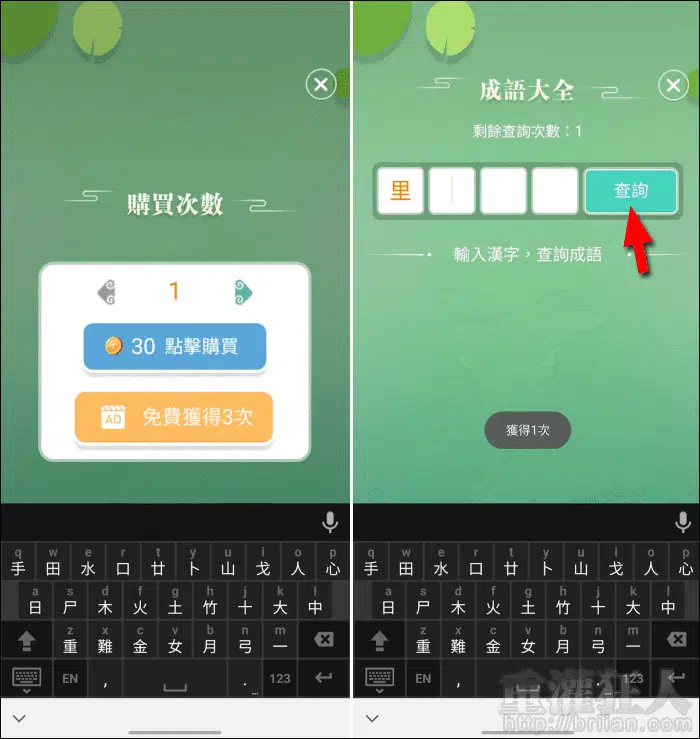 購買次數
1
30 點擊購買
AD 免費獲得3次
q w e r t y u i o p
手 田 水 口 廿 卜 山 戈 人 心
a s d f g h j k l
日 尸 木 火 土 竹 十 大 中
z x c v b n m
重 難 金 女 月 弓 一
EN , . ... 123
成語大全
剩餘查詢次數：1
里 查詢
輸入漢字，查詢成語
獲得1次
q w e r t y u i o p
手 田 水 口 廿 卜 山 戈 人 心
a s d f g h j k l
日 尸 木 火 土 竹 十 大 中
z x c v b n m
重 難 金 女 月 弓 一
EN , . ... 123
重灌狂人
http://briian.com